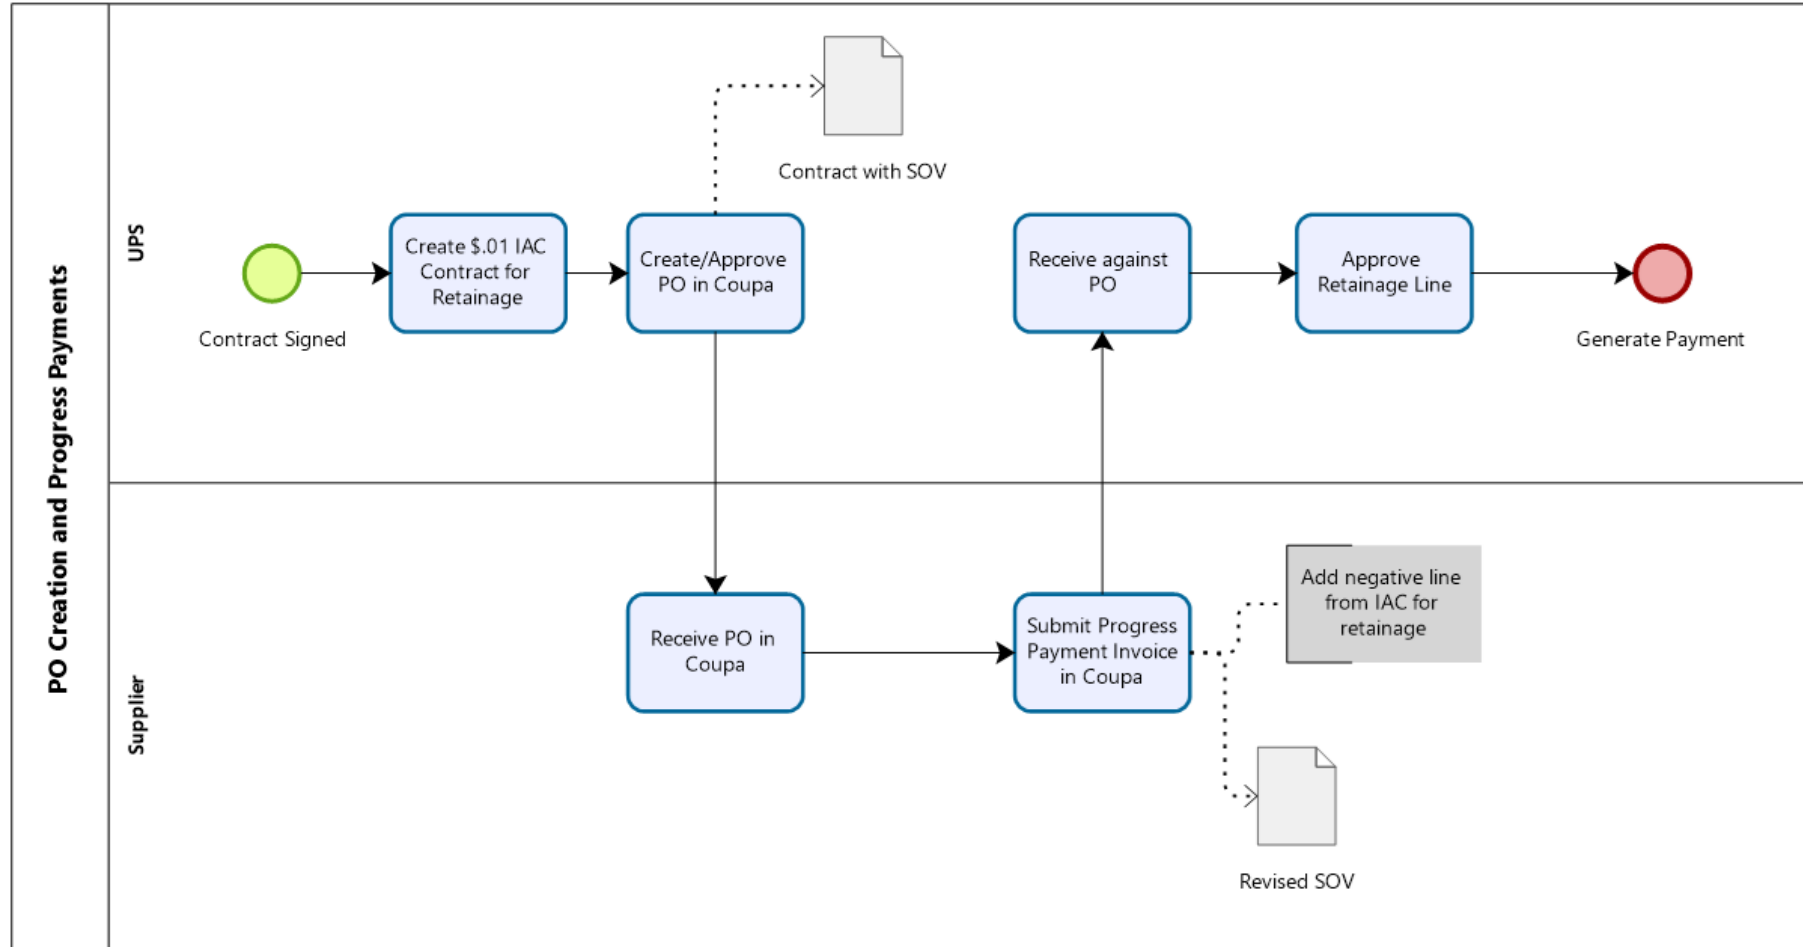 PO Creation and Progress Payments
UPS
Contract with SOV
Contract Signed
Create $.01 IAC
Contract for
Retainage
Create/Approve
PO in Coupa
Receive against
PO
Approve
Retainage Line
Generate Payment
Supplier
Receive PO in
Coupa
Submit Progress
Payment Invoice
in Coupa
Add negative line
from IAC for
retainage
Revised SOV